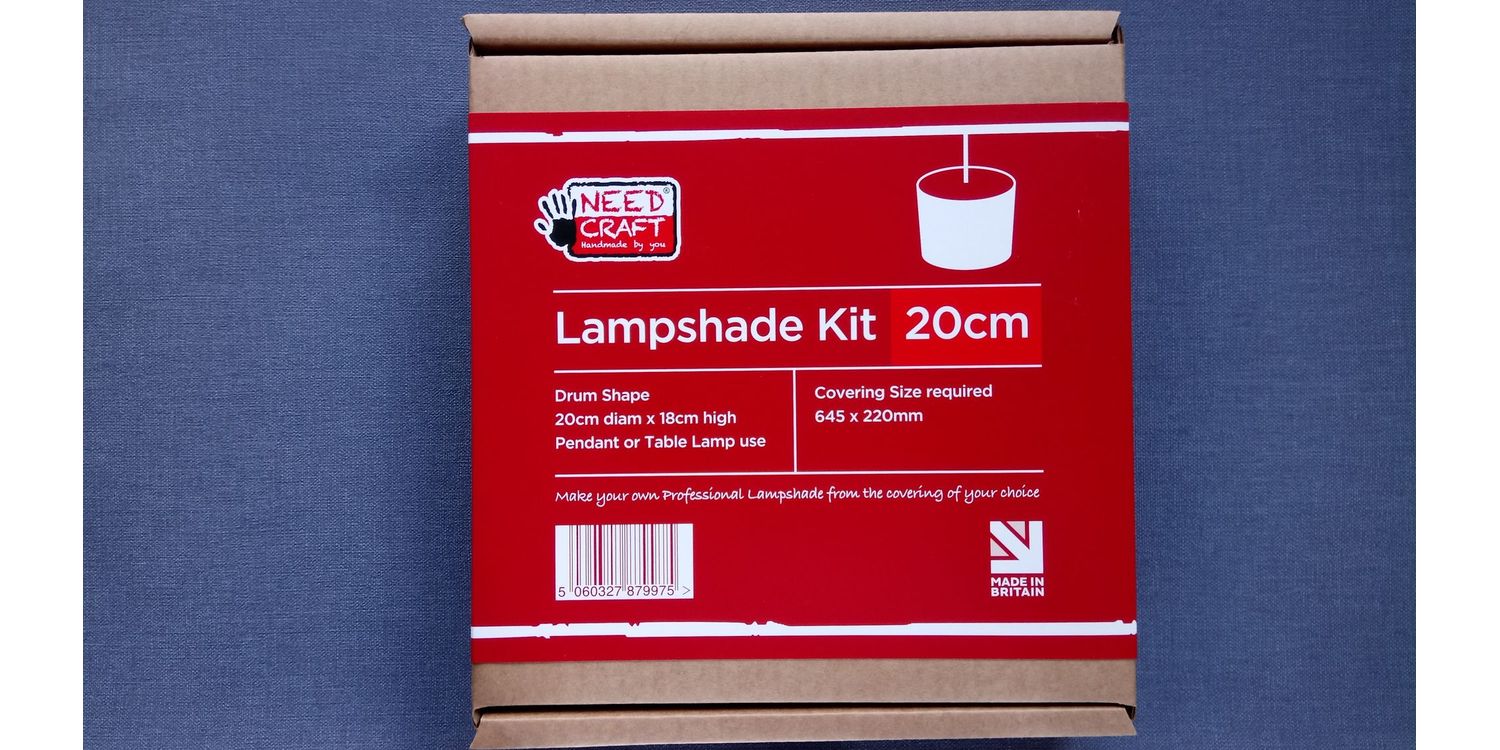 NEED®
CRAFT
Handmade by you
Lampshade Kit 20cm
Drum Shape
20cm diam x 18cm high
Pendant or Table Lamp use
Covering Size required
645 x 220mm
Make your own Professional Lampshade from the covering of your choice
5 060327 879975 >
MADE IN
BRITAIN